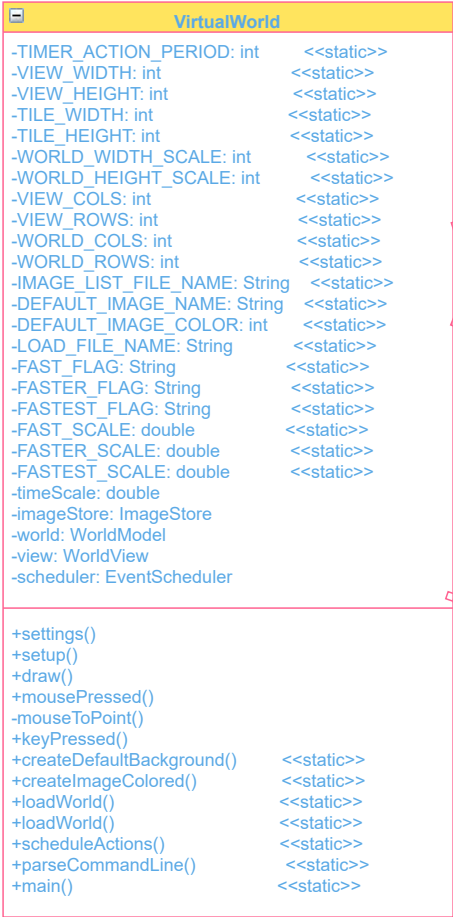 VirtualWorld
-TIMER_ACTION_PERIOD: int <<static>>
-VIEW_WIDTH: int <<static>>
-VIEW_HEIGHT: int <<static>>
-TILE_WIDTH: int <<static>>
-TILE_HEIGHT: int <<static>>
-WORLD_WIDTH_SCALE: int <<static>>
-WORLD_HEIGHT_SCALE: int <<static>>
-VIEW_COLS: int <<static>>
-VIEW_ROWS: int <<static>>
-WORLD_COLS: int <<static>>
-WORLD_ROWS: int <<static>>
-IMAGE_LIST_FILE_NAME: String <<static>>
-DEFAULT_IMAGE_NAME: String <<static>>
-DEFAULT_IMAGE_COLOR: int <<static>>
-LOAD_FILE_NAME: String <<static>>
-FAST_FLAG: String <<static>>
-FASTER_FLAG: String <<static>>
-FASTEST_FLAG: String <<static>>
-FAST_SCALE: double <<static>>
-FASTER_SCALE: double <<static>>
-FASTEST_SCALE: double <<static>>
-timeScale: double
-imageStore: ImageStore
-world: WorldModel
-view: WorldView
-scheduler: EventScheduler
+settings()
+setup()
+draw()
+mousePressed()
-mouseToPoint()
+keyPressed()
+createDefaultBackground() <<static>>
+createImageColored() <<static>>
+loadWorld() <<static>>
+loadWorld() <<static>>
+scheduleActions() <<static>>
+parseCommandLine() <<static>>
+main() <<static>>